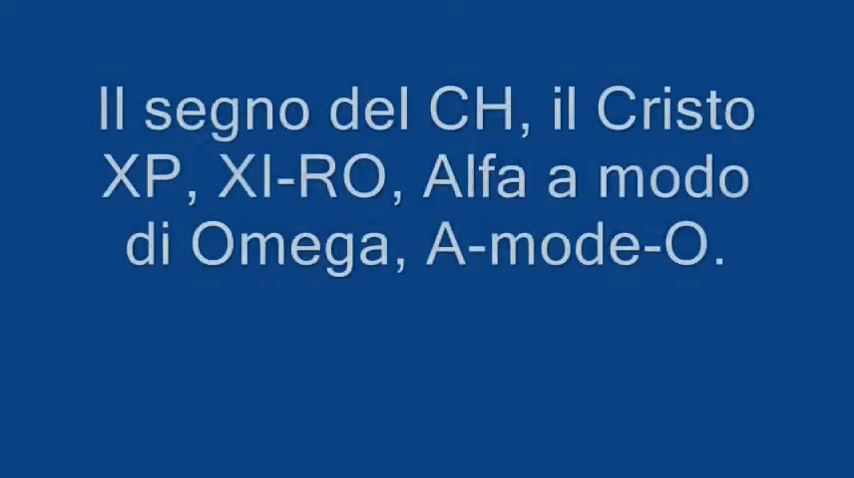 Il segno del CH, il Cristo
XP, XI-RO, Alfa a modo
di Omega, A-mode-O.